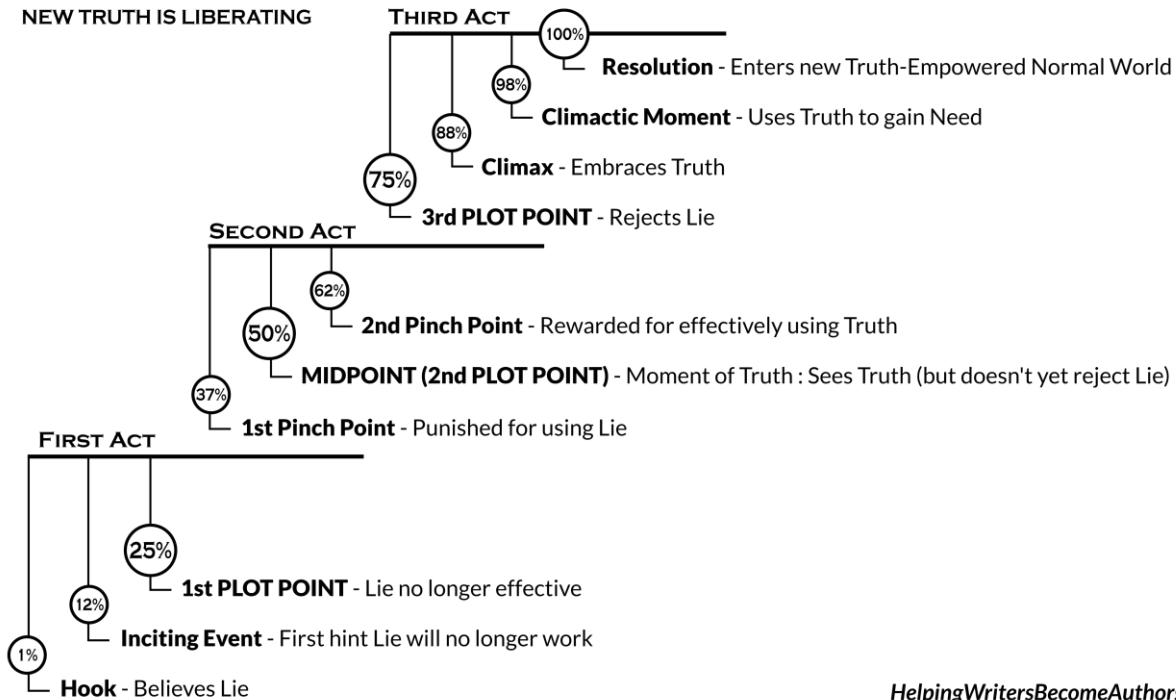 NEW TRUTH IS LIBERATING
THIRD ACT
100%
Resolution - Enters new Truth-Empowered Normal World
98%
Climactic Moment - Uses Truth to gain Need
88%
Climax - Embraces Truth
75%
3rd PLOT POINT - Rejects Lie
SECOND ACT
62%
2nd Pinch Point - Rewarded for effectively using Truth
50%
MIDPOINT (2nd PLOT POINT) - Moment of Truth : Sees Truth (but doesn't yet reject Lie)
37%
1st Pinch Point - Punished for using Lie
FIRST ACT
25%
1st PLOT POINT - Lie no longer effective
12%
Inciting Event - First hint Lie will no longer work
1%
Hook - Believes Lie
HelpingWritersBecomeAuthor